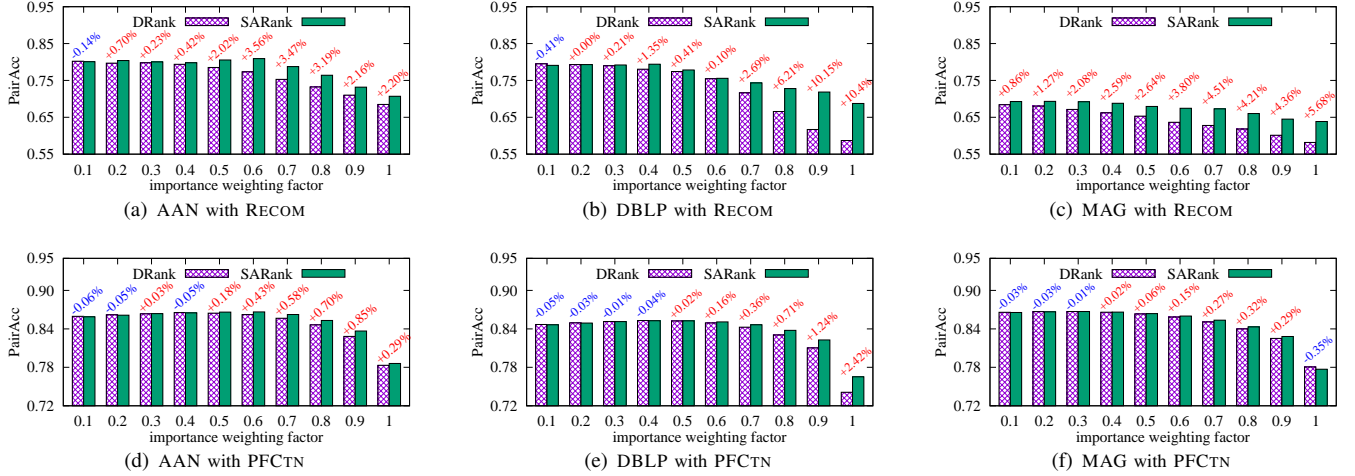 0.95
DRank SARank
0.85
0.75
0.65
0.55
PairAcc
-0.14% +0.70% +0.23% +0.42% +2.02% +3.56% +3.47% +3.19% +2.16% +2.20%
0.1 0.2 0.3 0.4 0.5 0.6 0.7 0.8 0.9 1
importance weighting factor
(a) AAN with RECOM
0.95
DRank SARank
0.85
0.75
0.65
0.55
PairAcc
-0.41% +0.00% +0.21% +1.35% +0.41% +0.10% +2.69% +6.21% +10.15% +10.4%
0.1 0.2 0.3 0.4 0.5 0.6 0.7 0.8 0.9 1
importance weighting factor
(b) DBLP with RECOM
0.95
DRank SARank
0.85
0.75
0.65
0.55
PairAcc
+0.86% +1.27% +2.08% +2.59% +2.64% +3.80% +4.51% +4.21% +4.36% +5.68%
0.1 0.2 0.3 0.4 0.5 0.6 0.7 0.8 0.9 1
importance weighting factor
(c) MAG with RECOM
0.95
DRank SARank
0.90
0.84
0.78
0.72
PairAcc
-0.06% -0.05% +0.03% -0.05% +0.18% +0.43% +0.58% +0.70% +0.85% +0.29%
0.1 0.2 0.3 0.4 0.5 0.6 0.7 0.8 0.9 1
importance weighting factor
(d) AAN with PFCTN
0.95
DRank SARank
0.90
0.84
0.78
0.72
PairAcc
-0.05% -0.03% -0.01% -0.04% +0.02% +0.16% +0.36% +0.71% +1.24% +2.42%
0.1 0.2 0.3 0.4 0.5 0.6 0.7 0.8 0.9 1
importance weighting factor
(e) DBLP with PFCTN
0.95
DRank SARank
0.90
0.84
0.78
0.72
PairAcc
-0.03% -0.03% -0.01% +0.02% +0.06% +0.15% +0.27% +0.32% +0.29% -0.35%
0.1 0.2 0.3 0.4 0.5 0.6 0.7 0.8 0.9 1
importance weighting factor
(f) MAG with PFCTN